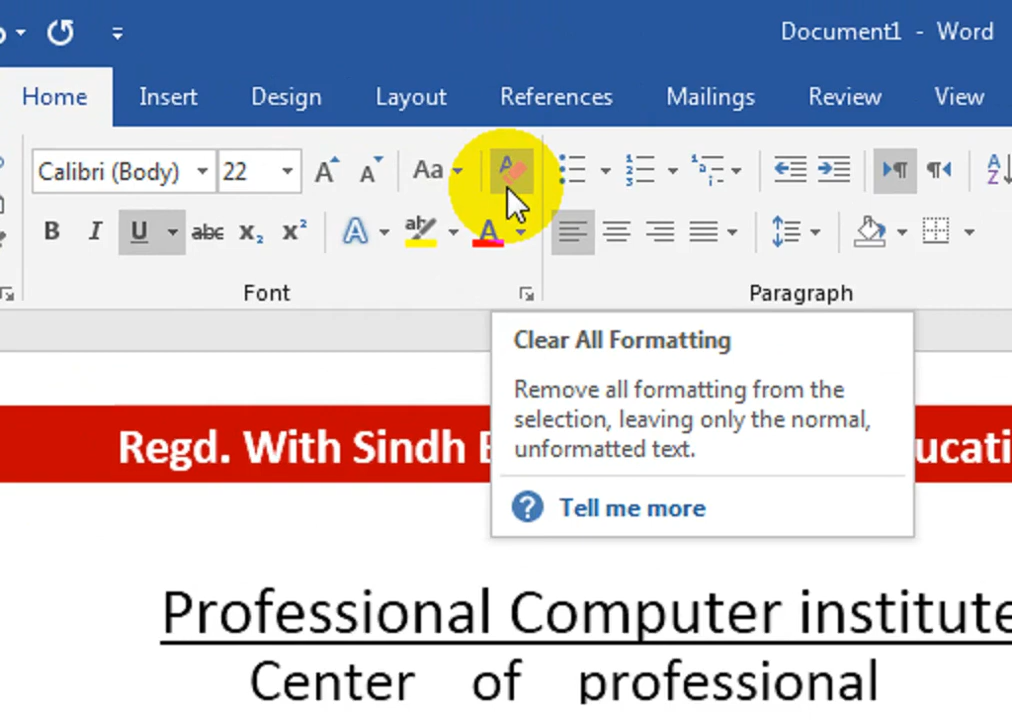 Document1 - Word
Home Insert Design Layout References Mailings Review View
Calibri (Body) 22 A A Aa A
B I U abc x₂ x² A ab A
Font Paragraph
Clear All Formatting
Remove all formatting from the
selection, leaving only the normal,
unformatted text.
Tell me more
Regd. With Sindh
Professional Computer institute
Center of professional